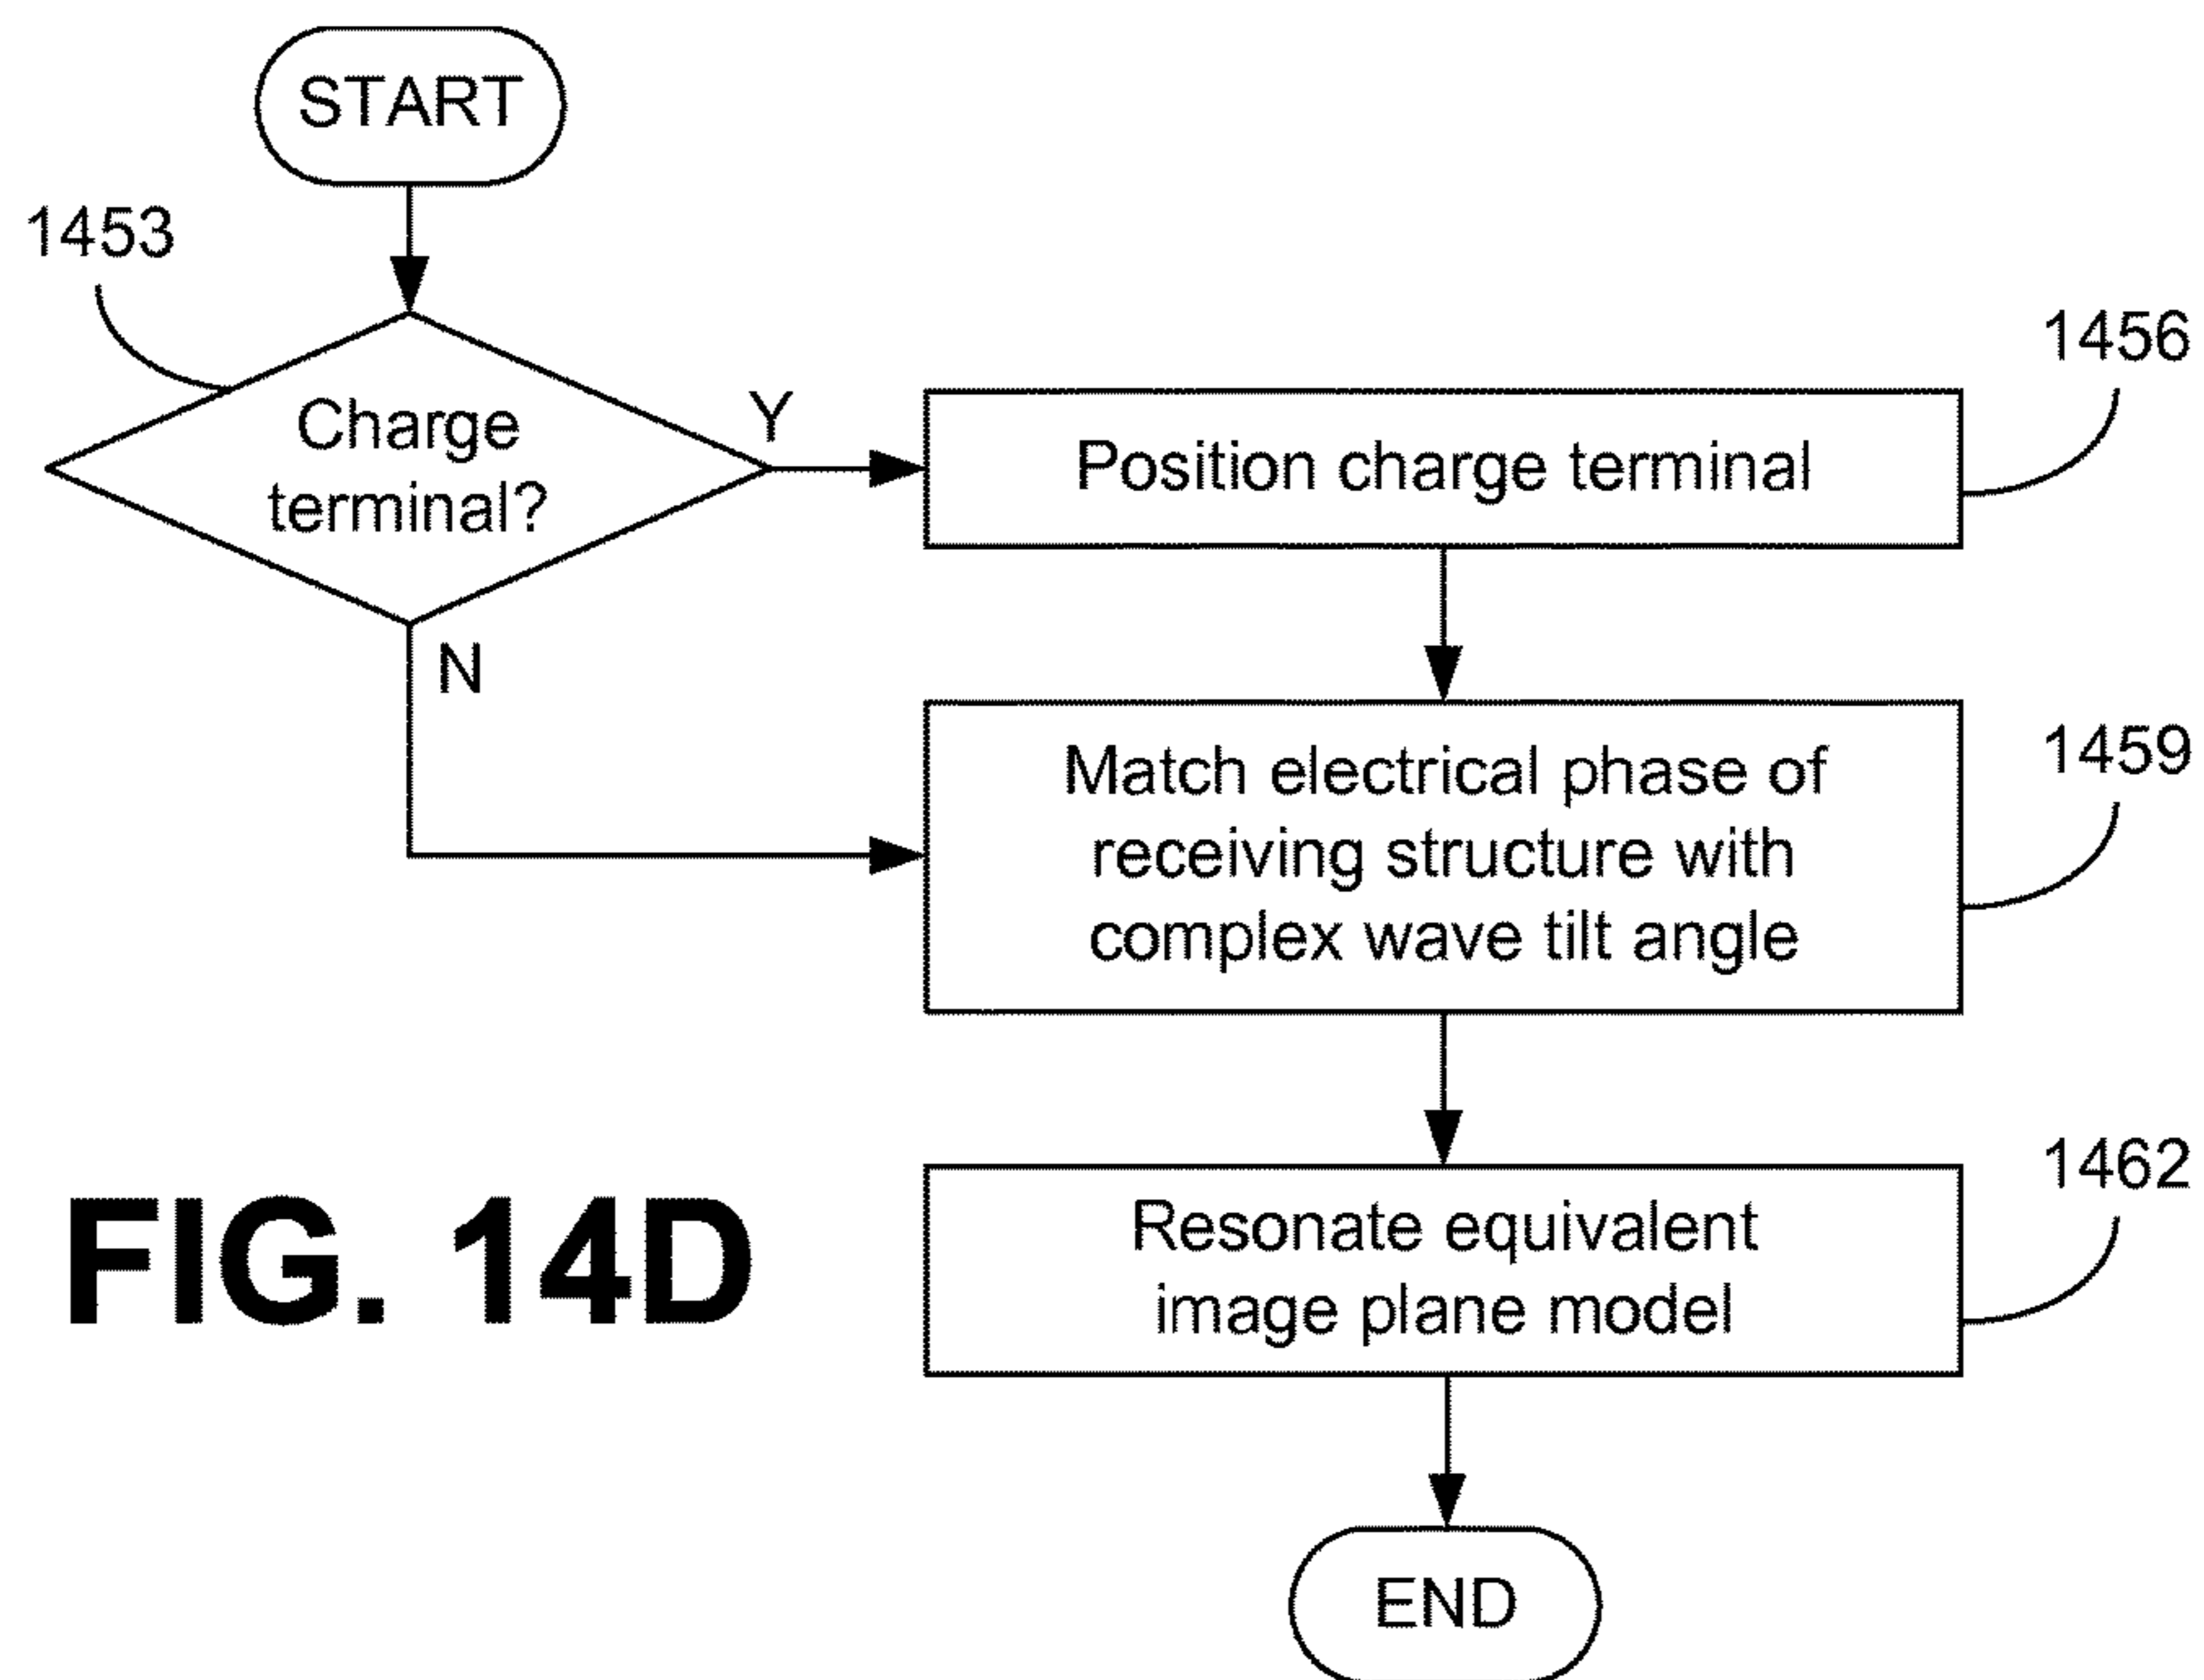 START
1453
Charge
terminal?
Y
N
1456
Position charge terminal
1459
Match electrical phase of
receiving structure with
complex wave tilt angle
1462
Resonate equivalent
image plane model
END
FIG. 14D